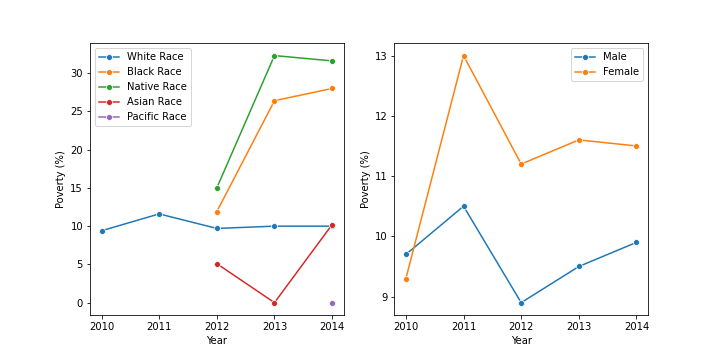 White Race
Black Race
Native Race
Asian Race
Pacific Race
30
25
20
15
10
5
0
Poverty (%)
2010 2011 2012 2013 2014
Year
Male
Female
13
12
11
10
9
Poverty (%)
2010 2011 2012 2013 2014
Year